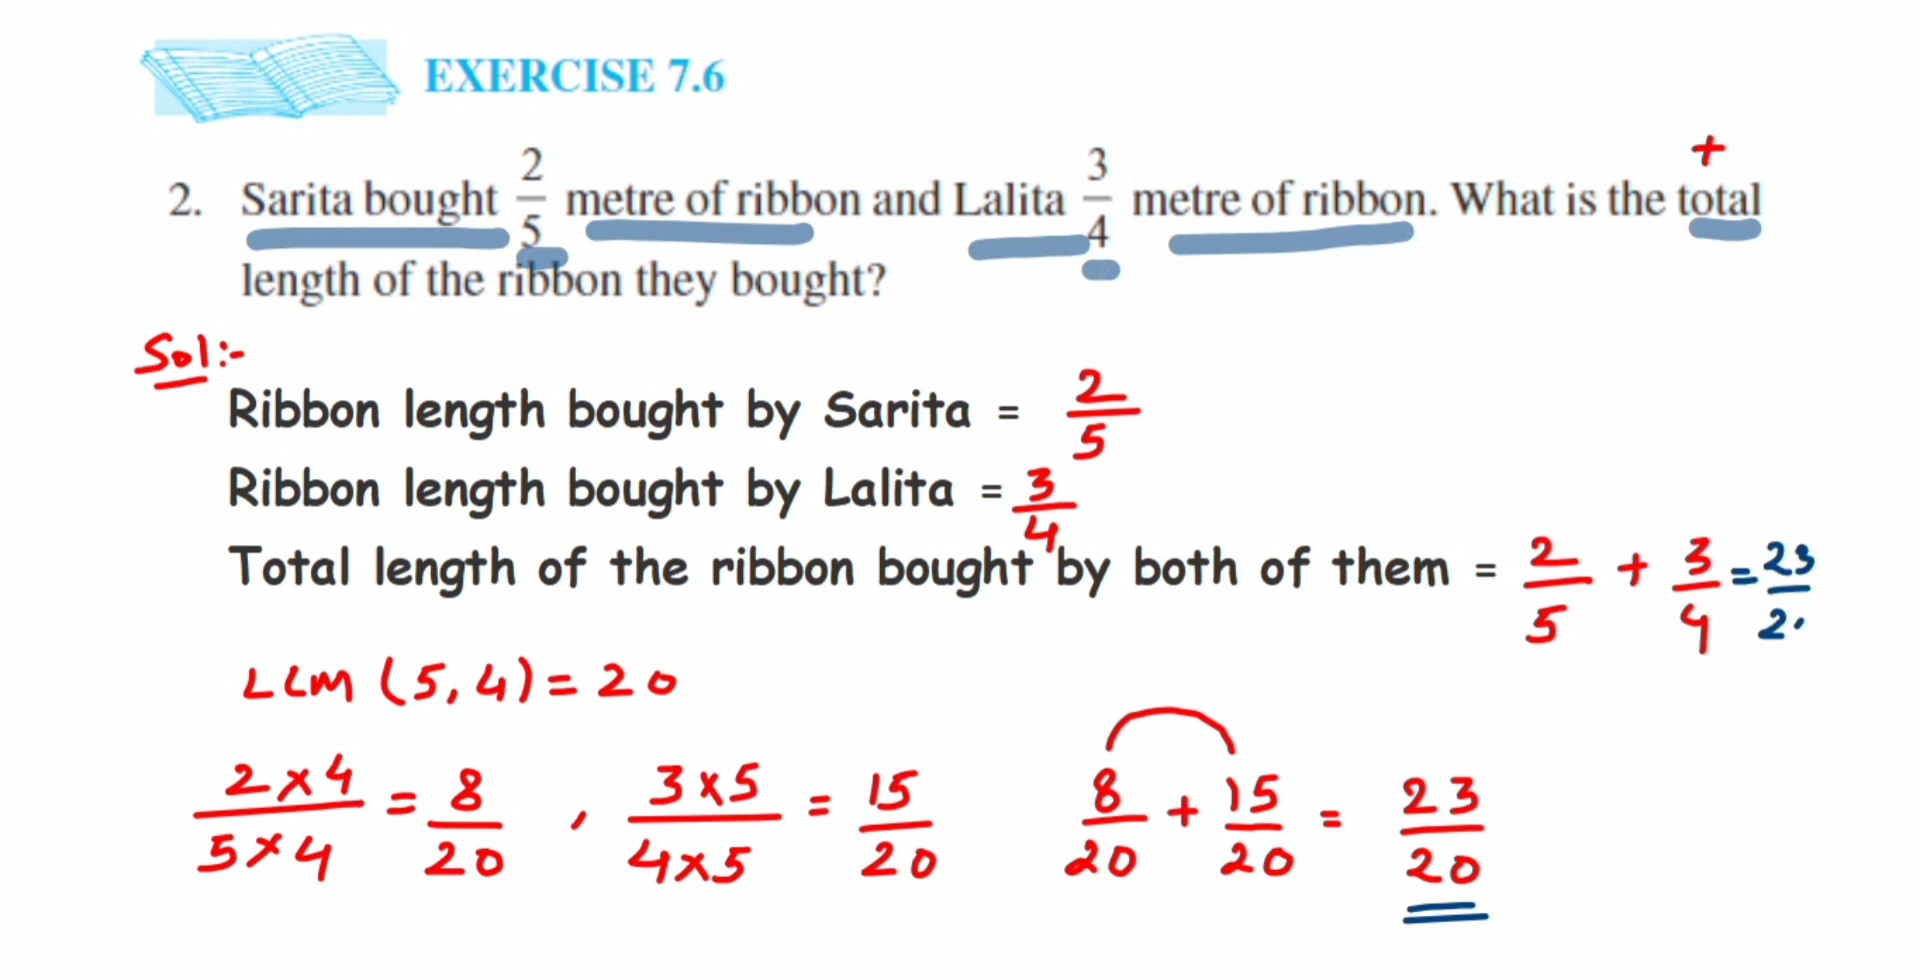 EXERCISE 7.6
+
2. Sarita bought 2/5 metre of ribbon and Lalita 3/4 metre of ribbon. What is the total
length of the ribbon they bought?
Sol:-
Ribbon length bought by Sarita = 2/5
Ribbon length bought by Lalita = 3/4
Total length of the ribbon bought by both of them = 2/5 + 3/4 = 23/2
LCM (5, 4) = 20
2×4/5×4 = 8/20 , 3×5/4×5 = 15/20 8/20 + 15/20 = 23/20